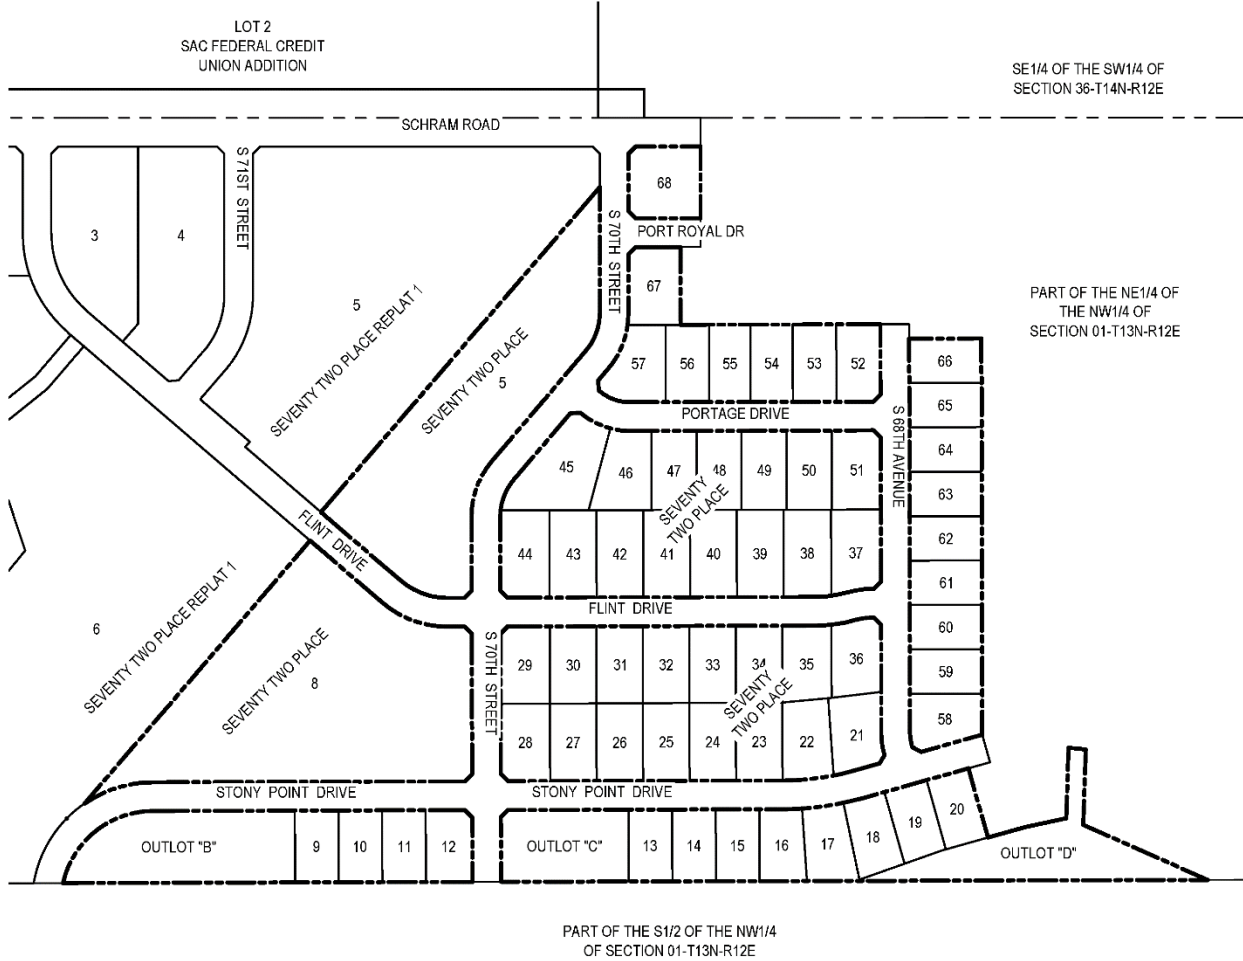 LOT 2
SAC FEDERAL CREDIT
UNION ADDITION
SE1/4 OF THE SW1/4 OF
SECTION 36-T14N-R12E
SCHRAM ROAD
S 71ST STREET
3
4
68
S 70TH STREET
PORT ROYAL DR
67
5
SEVENTY TWO PLACE REPLAT 1
PART OF THE NE1/4 OF
THE NW1/4 OF
SECTION 01-T13N-R12E
SEVENTY TWO PLACE
5
57
56
55
54
53
52
66
65
64
63
62
61
60
59
58
PORTAGE DRIVE
S 68TH AVENUE
45
46
47
48
49
50
51
SEVENTY
TWO PLACE
44
43
42
41
40
39
38
37
FLINT DRIVE
FLINT DRIVE
6
SEVENTY TWO PLACE REPLAT 1
SEVENTY TWO PLACE
8
S 70TH STREET
29
30
31
32
33
34
35
36
SEVENTY
TWO PLACE
28
27
26
25
24
23
22
21
STONY POINT DRIVE
STONY POINT DRIVE
OUTLOT "B"
9
10
11
12
OUTLOT "C"
13
14
15
16
17
18
19
20
OUTLOT "D"
PART OF THE S1/2 OF THE NW1/4
OF SECTION 01-T13N-R12E